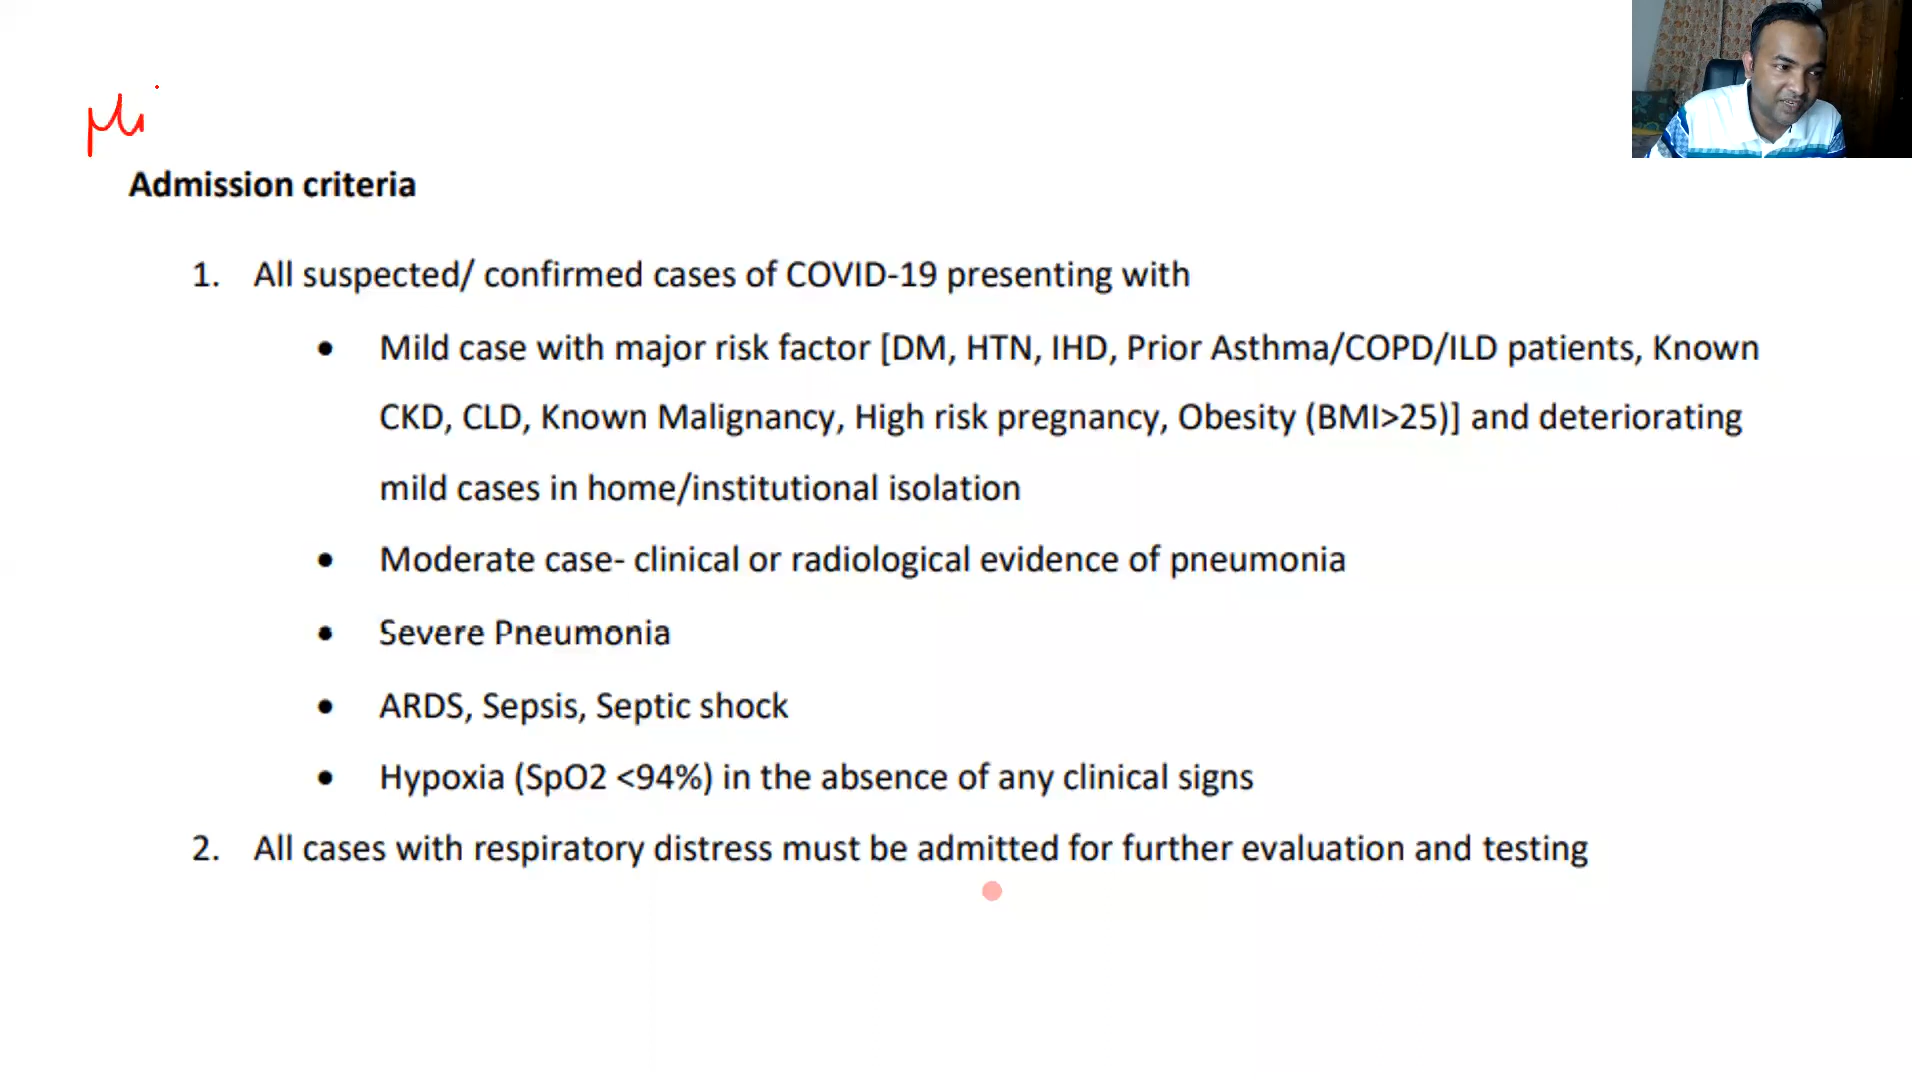 Admission criteria
1. All suspected/ confirmed cases of COVID-19 presenting with
• Mild case with major risk factor [DM, HTN, IHD, Prior Asthma/COPD/ILD patients, Known
CKD, CLD, Known Malignancy, High risk pregnancy, Obesity (BMI>25)] and deteriorating
mild cases in home/institutional isolation
• Moderate case- clinical or radiological evidence of pneumonia
• Severe Pneumonia
• ARDS, Sepsis, Septic shock
• Hypoxia (SpO2 <94%) in the absence of any clinical signs
2. All cases with respiratory distress must be admitted for further evaluation and testing